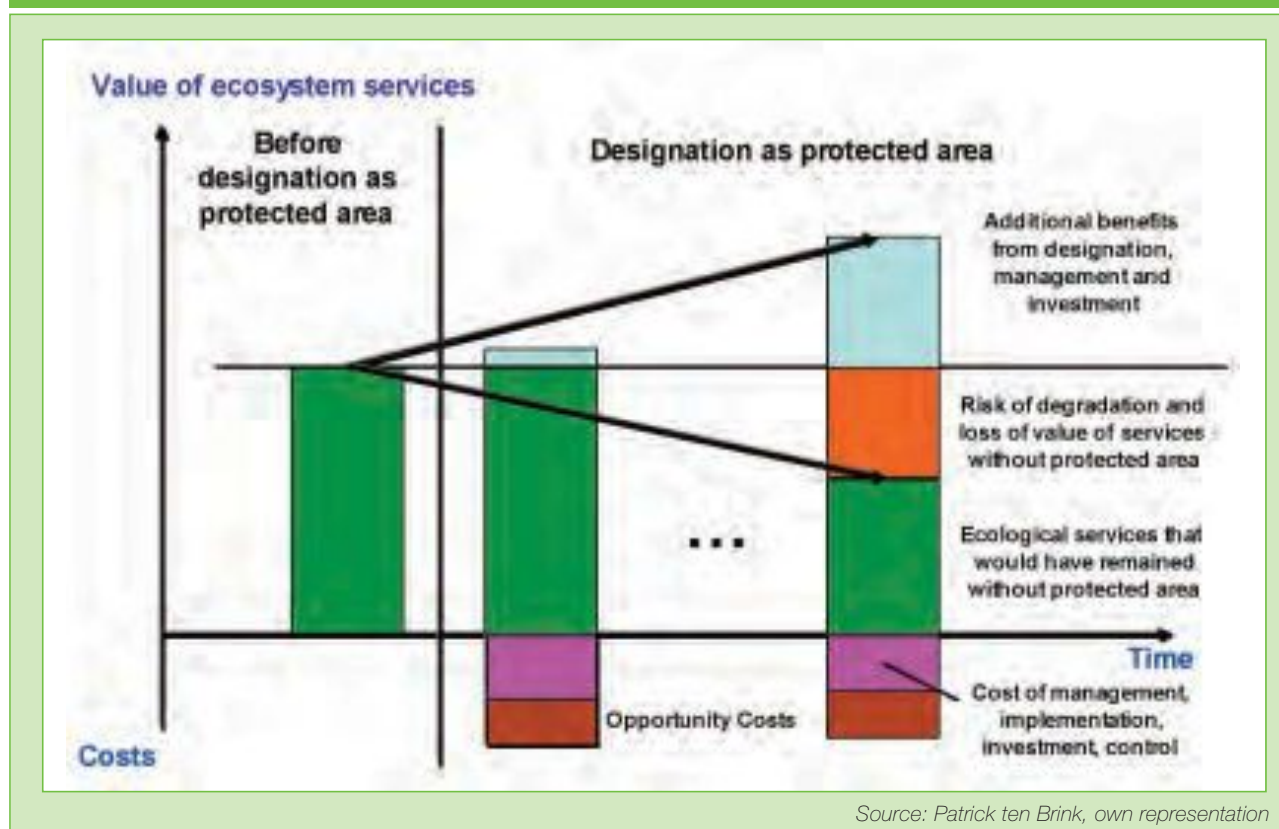 Value of ecosystem services
Before
designation as
protected area
Designation as protected area
Additional benefits
from designation,
management and
investment
Risk of degradation and
loss of value of services
without protected area
...
Ecological services that
would have remained
without protected area
Time
Opportunity Costs
Cost of management,
implementation,
investment, control
Costs
Source: Patrick ten Brink, own representation